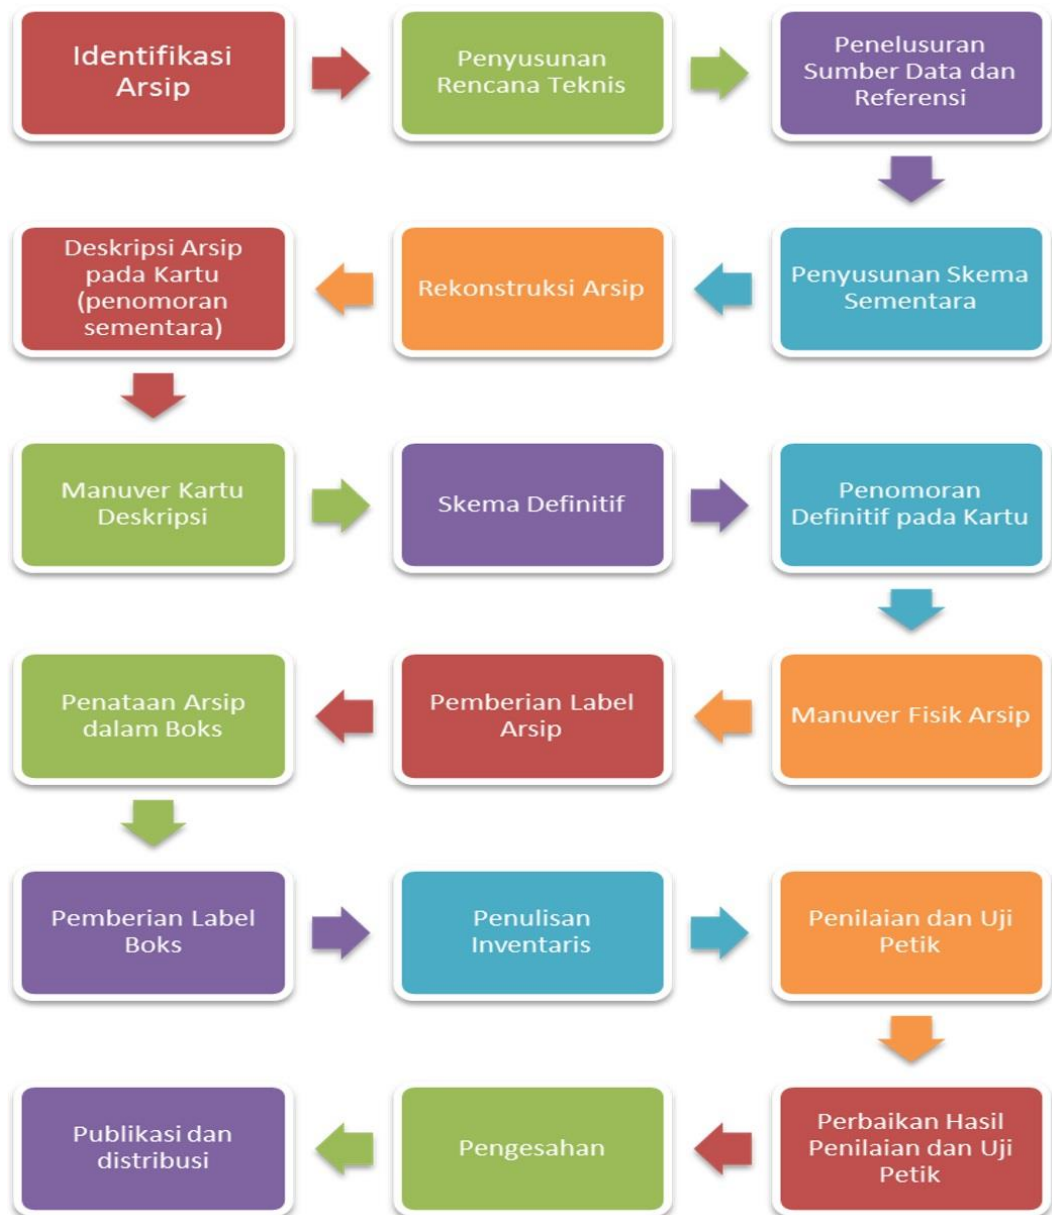 Identifikasi
Arsip
Penyusunan
Rencana Teknis
Penelusuran
Sumber Data dan
Referensi
Penyusunan Skema
Sementara
Rekonstruksi Arsip
Deskripsi Arsip
pada Kartu
(penomoran
sementara)
Manuver Kartu
Deskripsi
Skema Definitif
Penomoran
Definitif pada Kartu
Manuver Fisik Arsip
Pemberian Label
Arsip
Penataan Arsip
dalam Boks
Pemberian Label
Boks
Penulisan
Inventaris
Penilaian dan Uji
Petik
Perbaikan Hasil
Penilaian dan Uji
Petik
Pengesahan
Publikasi dan
distribusi